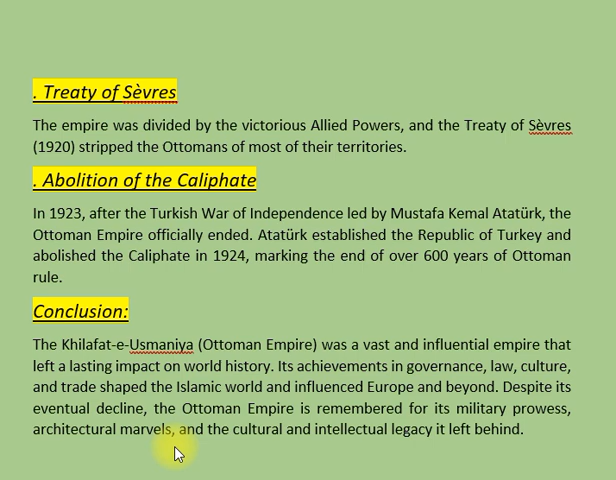 . Treaty of Sèvres
The empire was divided by the victorious Allied Powers, and the Treaty of Sèvres
(1920) stripped the Ottomans of most of their territories.
. Abolition of the Caliphate
In 1923, after the Turkish War of Independence led by Mustafa Kemal Atatürk, the
Ottoman Empire officially ended. Atatürk established the Republic of Turkey and
abolished the Caliphate in 1924, marking the end of over 600 years of Ottoman
rule.
Conclusion:
The Khilafat-e-Usmaniya (Ottoman Empire) was a vast and influential empire that
left a lasting impact on world history. Its achievements in governance, law, culture,
and trade shaped the Islamic world and influenced Europe and beyond. Despite its
eventual decline, the Ottoman Empire is remembered for its military prowess,
architectural marvels, and the cultural and intellectual legacy it left behind.